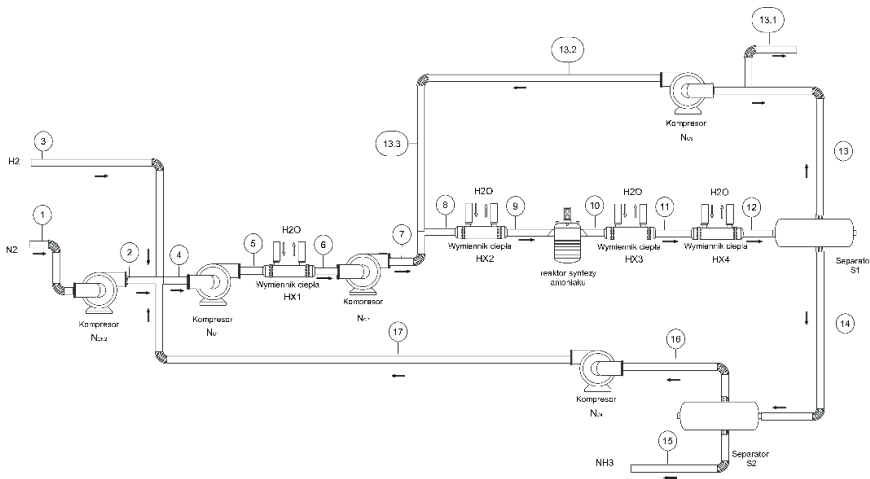 13.1
13.2
Kompresor
13.3
13
3
H2
1
N2
2
4
5
H2O
6
7
8
H2O
9
10
H2O
11
H2O
12
Wymiennik ciepła
HX1
Wymiennik ciepła
HX2
reaktor syntezy
amoniaku
Wymiennik ciepła
HX3
Wymiennik ciepła
HX4
Separato
S1
Kompresor
Kompresor
Kompresor
14
17
16
Kompresor
15
NH3
Separator
S2